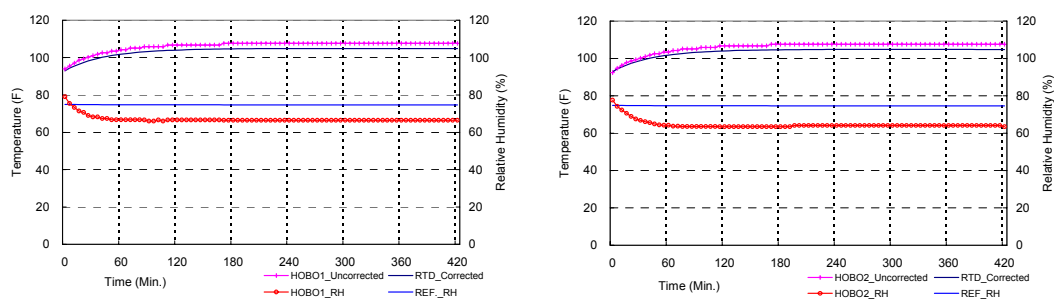 120
100
80
60
40
20
0
Temperature (F)
120
100
80
60
40
20
0
Relative Humidity (%)
0 60 120 180 240 300 360 420
Time (Min.)
HOBO1_Uncorrected RTD_Corrected
HOBO1_RH REF._RH
120
100
80
60
40
20
0
Temperature (F)
120
100
80
60
40
20
0
Relative Humidity (%)
0 60 120 180 240 300 360 420
Time (Min.)
HOBO2_Uncorrected RTD_Corrected
HOBO2_RH REF_RH